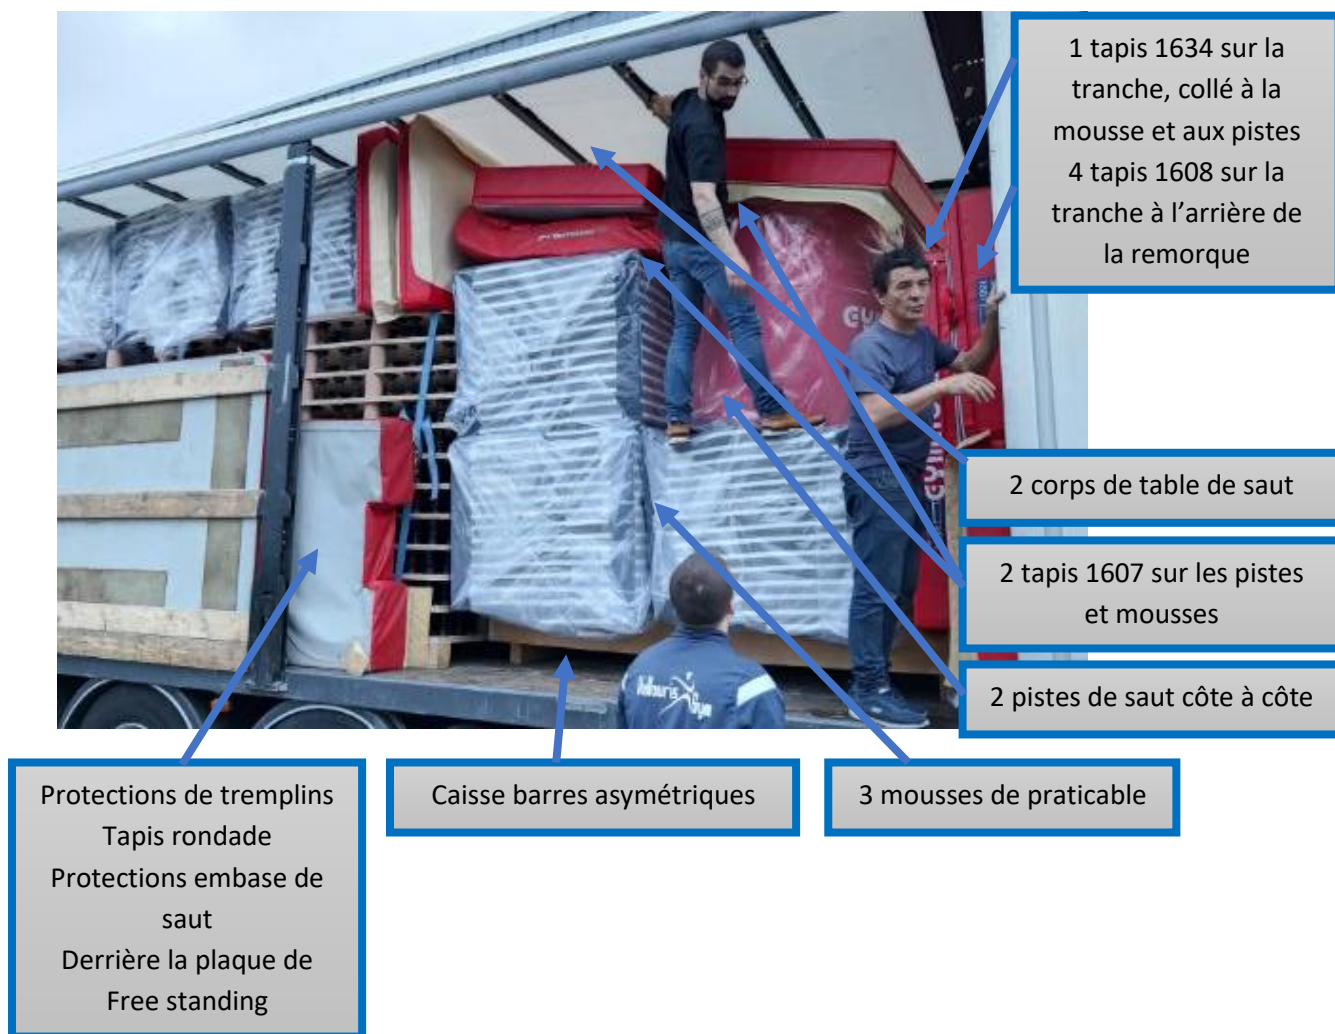 1 tapis 1634 sur la
tranche, collé à la
mousse et aux pistes
4 tapis 1608 sur la
tranche à l’arrière de
la remorque
2 corps de table de saut
2 tapis 1607 sur les pistes
et mousses
2 pistes de saut côte à côte
Protections de tremplins
Tapis rondade
Protections embase de
saut
Derrière la plaque de
Free standing
Caisse barres asymétriques
3 mousses de praticable